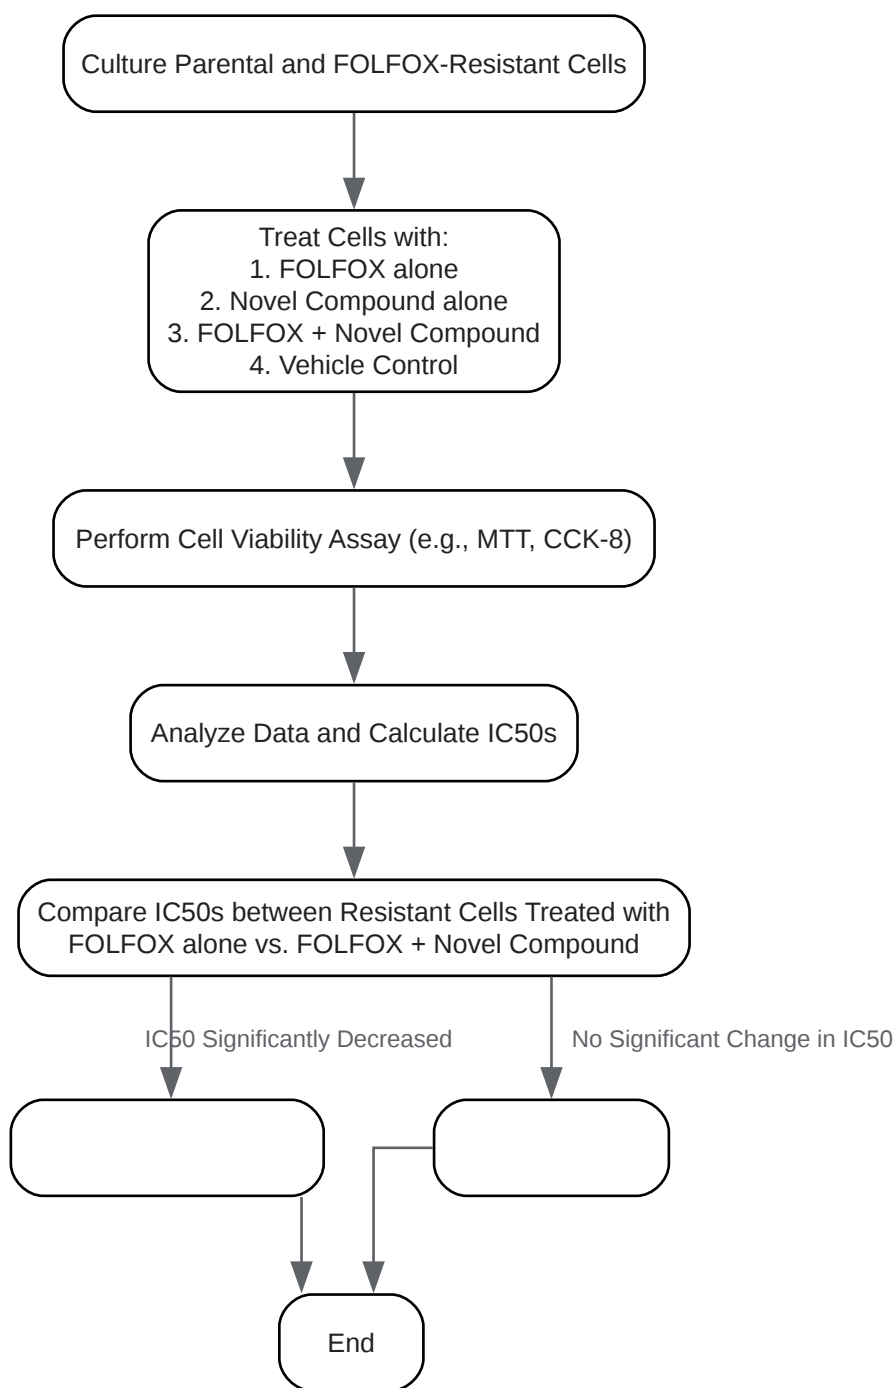 Culture Parental and FOLFOX-Resistant Cells
Treat Cells with:
1. FOLFOX alone
2. Novel Compound alone
3. FOLFOX + Novel Compound
4. Vehicle Control
Perform Cell Viability Assay (e.g., MTT, CCK-8)
Analyze Data and Calculate IC50s
Compare IC50s between Resistant Cells Treated with
FOLFOX alone vs. FOLFOX + Novel Compound
IC50 Significantly Decreased
No Significant Change in IC50
End